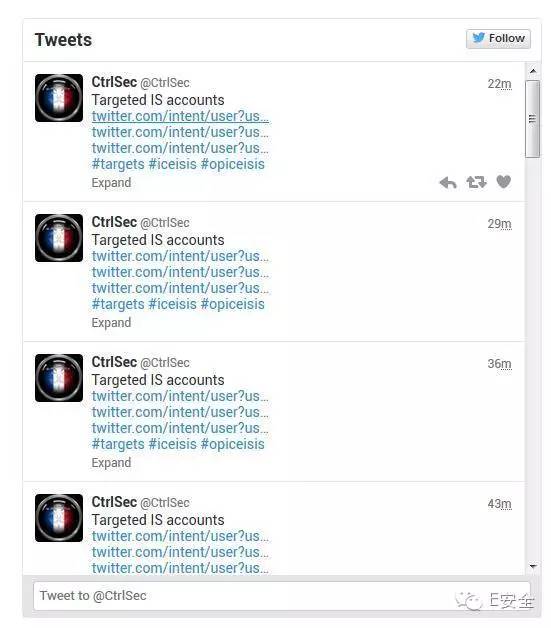 Tweets
Follow
CtrlSec @CtrlSec 22m
Targeted IS accounts
twitter.com/intent/user?us...
twitter.com/intent/user?us...
twitter.com/intent/user?us...
#targets #iceisis #opiceisis
Expand
CtrlSec @CtrlSec 29m
Targeted IS accounts
twitter.com/intent/user?us...
twitter.com/intent/user?us...
twitter.com/intent/user?us...
#targets #iceisis #opiceisis
Expand
CtrlSec @CtrlSec 36m
Targeted IS accounts
twitter.com/intent/user?us...
twitter.com/intent/user?us...
twitter.com/intent/user?us...
#targets #iceisis #opiceisis
Expand
CtrlSec @CtrlSec 43m
Targeted IS accounts
twitter.com/intent/user?us...
twitter.com/intent/user?us...
twitter.com/intent/user?us...
Tweet to @CtrlSec
E安全